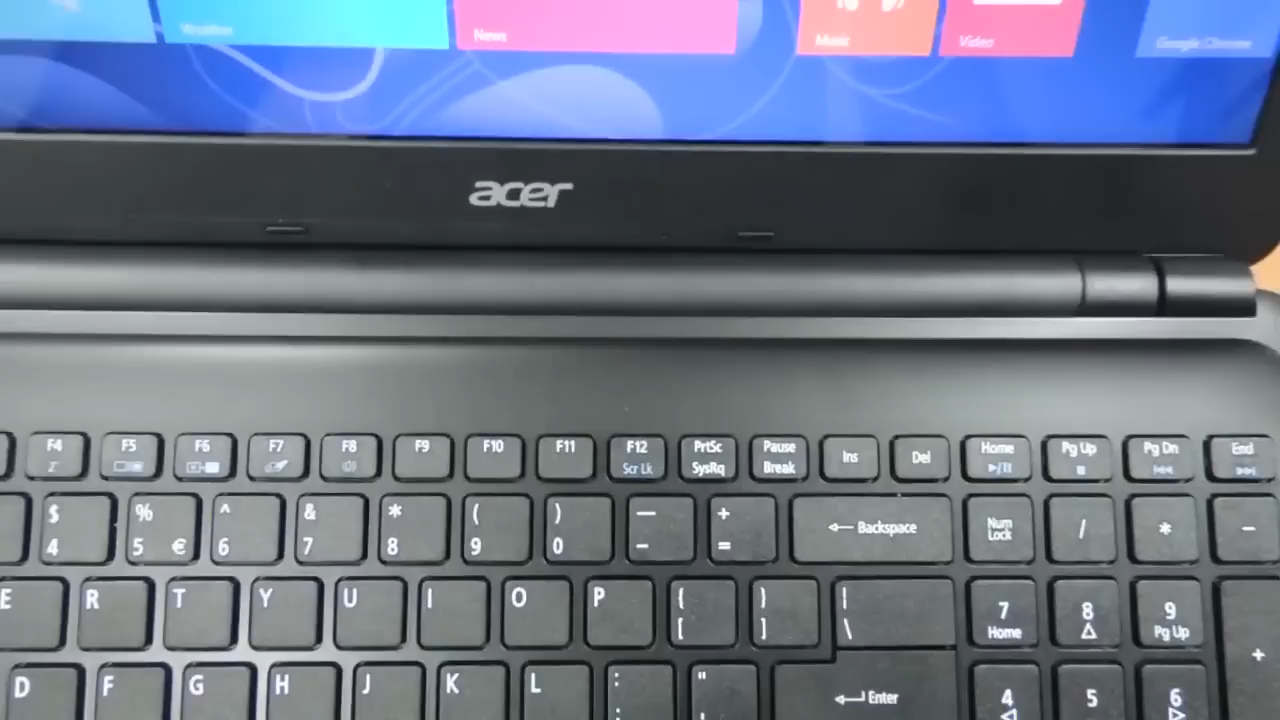 News
Music
Video
Google Chrome
acer
F4 F5 F6 F7 F8 F9 F10 F11 F12 PrtSc Pause Ins Del Home Pg Up Pg Dn End
Scr Lk SysRq Break
$ % ^ & * ( ) — + ← Backspace Num Lock / * -
4 5 € 6 7 8 9 0 - =
E R T Y U I O P { } | 7 8 9 +
[ ] \ Home Pg Up
D F G H J K L : " Enter 4 5 6